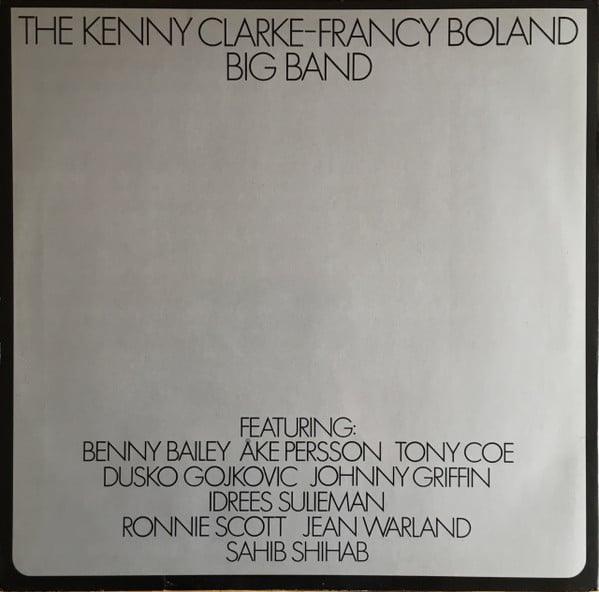 THE KENNY CLARKE-FRANCY BOLAND
BIG BAND
FEATURING:
BENNY BAILEY ÅKE PERSSON TONY COE
DUSKO GOJKOVIC JOHNNY GRIFFIN
IDREES SULIEMAN
RONNIE SCOTT JEAN WARLAND
SAHIB SHIHAB